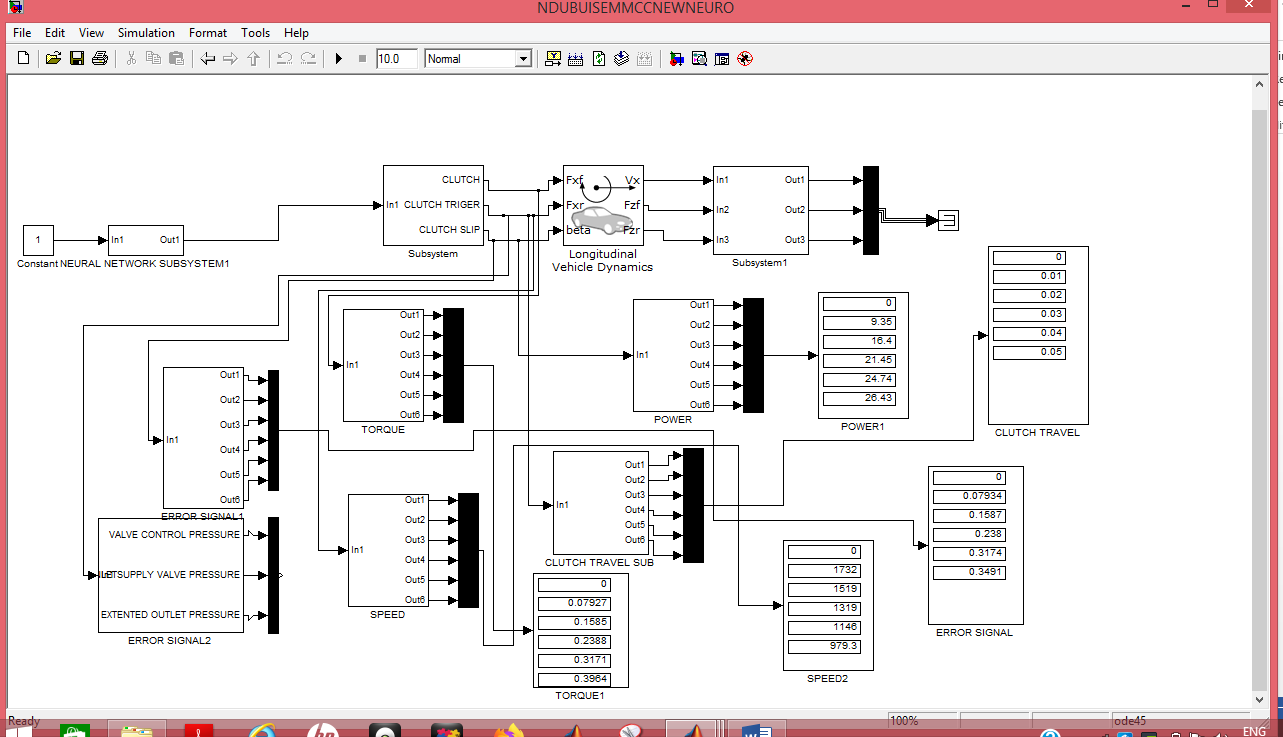 NDUBUISEMMCCNEWNEURO
File Edit View Simulation Format Tools Help
10.0 Normal
1
Constant
In1 Out1
NEURAL NETWORK SUBSYSTEM1
In1
CLUTCH
CLUTCH TRIGER
CLUTCH SLIP
Subsystem
Fxf Vx
Fxr Fzf
beta Fzr
Longitudinal
Vehicle Dynamics
In1 Out1
In2 Out2
In3 Out3
Subsystem1
0
0.01
0.02
0.03
0.04
0.05
CLUTCH TRAVEL
In1
Out1
Out2
Out3
Out4
Out5
Out6
TORQUE
In1
Out1
Out2
Out3
Out4
Out5
Out6
POWER
0
9.35
16.4
21.45
24.74
26.43
POWER1
In1
Out1
Out2
Out3
Out4
Out5
Out6
ERROR SIGNAL1
VALVE CONTROL PRESSURE
SUPPLY VALVE PRESSURE
EXTENTED OUTLET PRESSURE
ERROR SIGNAL2
In1
Out1
Out2
Out3
Out4
Out5
Out6
SPEED
In1
Out1
Out2
Out3
Out4
Out5
Out6
CLUTCH TRAVEL SUB
0
0.07927
0.1585
0.2388
0.3171
0.3964
TORQUE1
0
1732
1519
1319
1146
979.3
SPEED2
0
0.07934
0.1587
0.238
0.3174
0.3491
ERROR SIGNAL
Ready 100% ode45
ENG